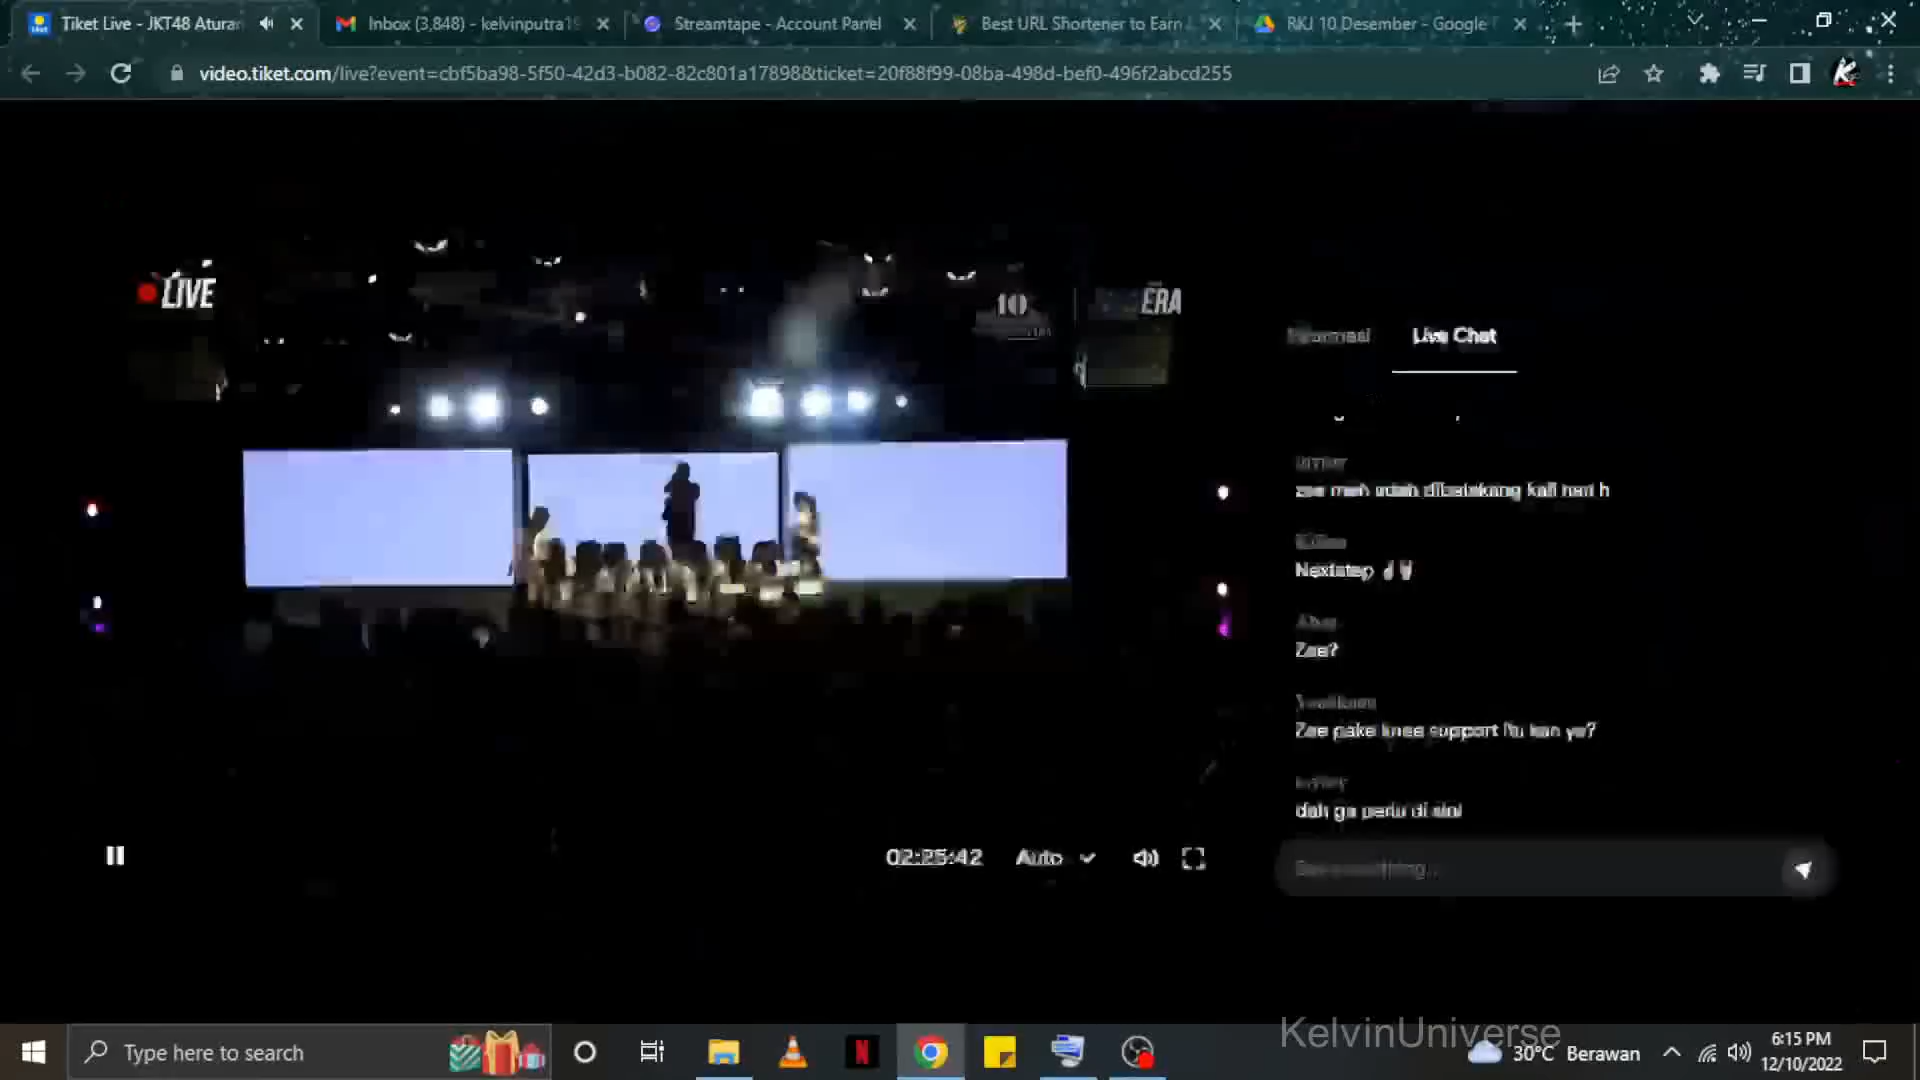 Tiket Live - JKT48 Atura
Inbox (3,848) - kelvinputra19
Streamtape - Account Panel
Best URL Shortener to Earn
RKJ 10 Desember - Google
video.tiket.com/live?event=cbf5ba98-5f50-42d3-b082-82c801a17898&ticket=20f88f99-08ba-498d-bef0-496f2abcd255
LIVE
10
ERA
Informasi
Live Chat
Nextstep
Zee?
Zee pake knee support itu kan ya?
dah ga perlu di
02:25:42
Auto
Type here to search
KelvinUniverse
30°C Berawan
6:15 PM
12/10/2022